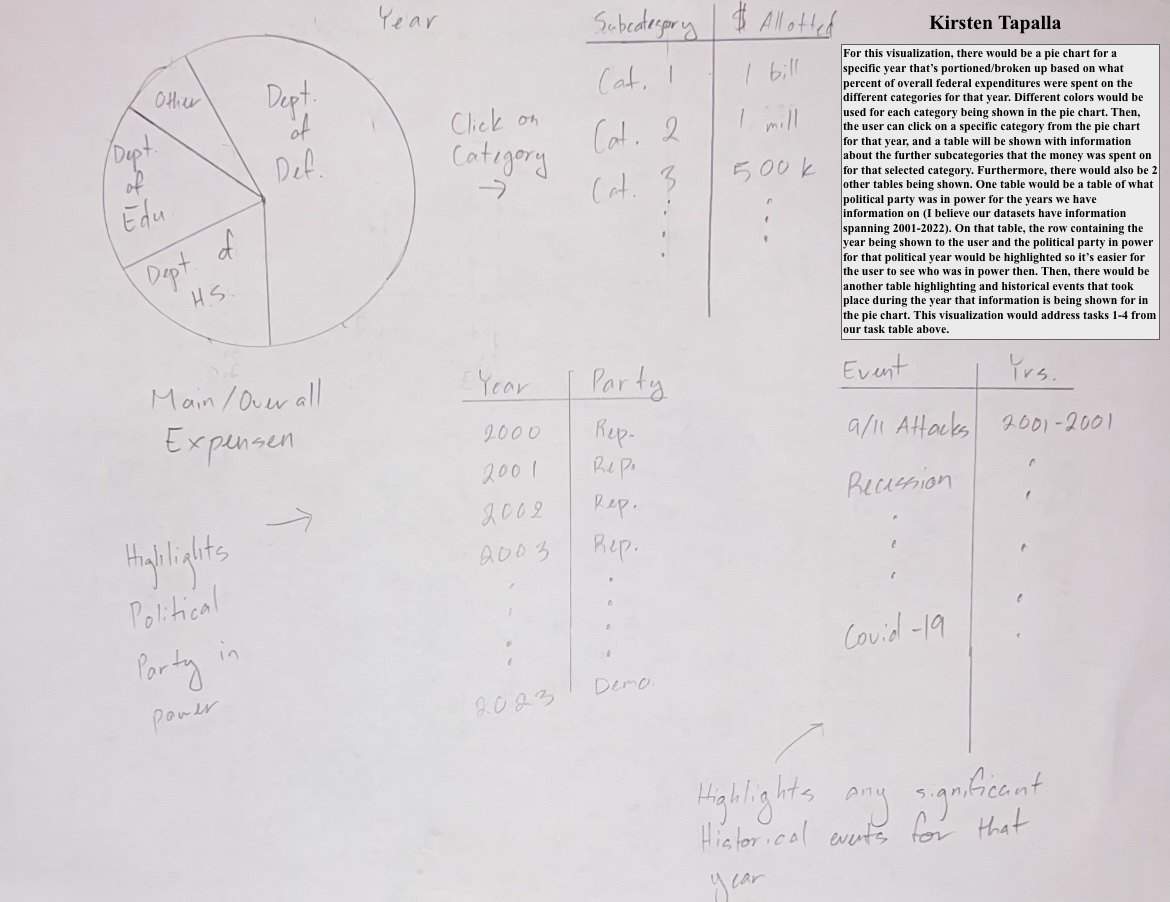 Year
Dept.
of
Def.
Other
Dept.
of
Edu.
Dept. of
H.S.
Click on
Category
Subcategory $ Allotted
Cat. 1 1 bill
Cat. 2 1 mill
Cat. 3 500k
Kirsten Tapalla
For this visualization, there would be a pie chart for a
specific year that's portioned/broken up based on what
percent of overall federal expenditures were spent on the
different categories for that year. Different colors would be
used for each category being shown in the pie chart. Then,
the user can click on a specific category from the pie chart
for that year, and a table will be shown with information
about the further subcategories that the money was spent on
for that selected category. Furthermore, there would also be 2
other tables being shown. One table would be a table of what
political party was in power for the years we have
information on (I believe our datasets have information
spanning 2001-2022). On that table, the row containing the
year being shown to the user and the political party in power
for that political year would be highlighted so it's easier for
the user to see who was in power then. Then, there would be
another table highlighting and historical events that took
place during the year that information is being shown for in
the pie chart. This visualization would address tasks 1-4 from
our task table above.
Main/Overall
Expensen
Highlights
Political
Party in
power
Year Party
2000 Rep.
2001 Rep.
2002 Rep.
2003 Rep.
2023 Demo.
Event Yrs.
9/11 Attacks 2001-2001
Recession
Covid-19
Highlights any significant
Historical events for that
year